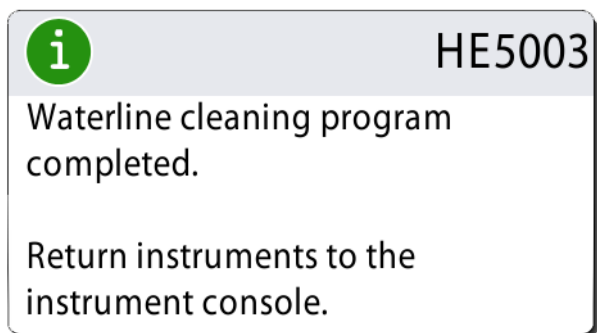 i
HE5003
Waterline cleaning program
completed.
Return instruments to the
instrument console.